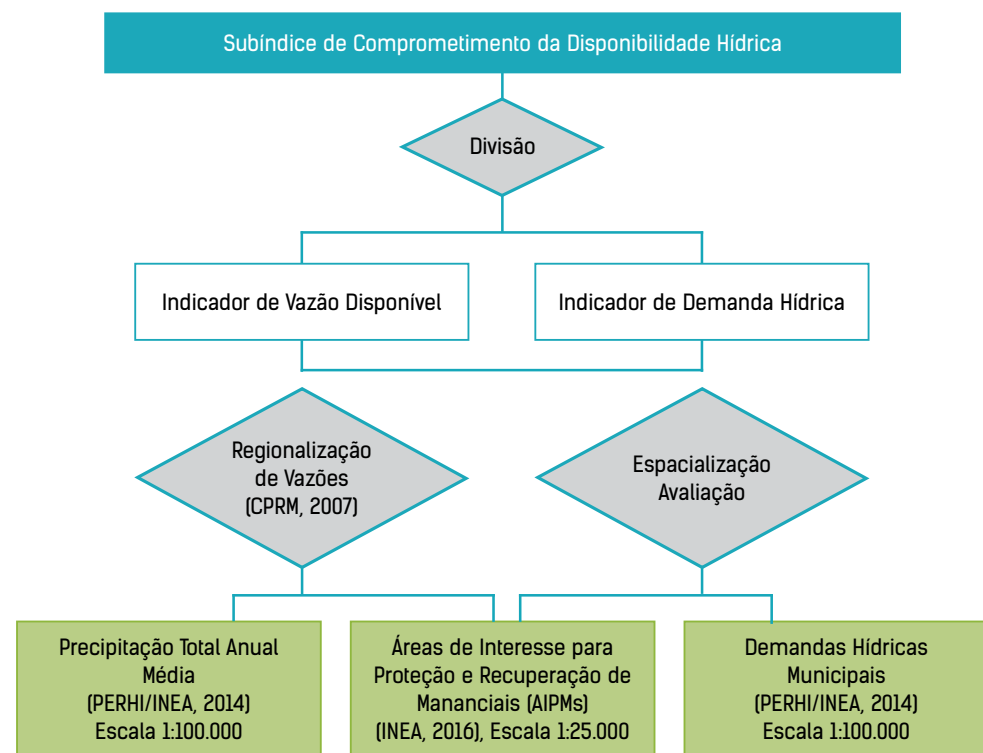 Subíndice de Comprometimento da Disponibilidade Hídrica
Divisão
Indicador de Vazão Disponível
Indicador de Demanda Hídrica
Regionalização
de Vazões
(CPRM, 2007)
Espacialização
Avaliação
Precipitação Total Anual
Média
(PERHI/INEA, 2014)
Escala 1:100.000
Áreas de Interesse para
Proteção e Recuperação de
Mananciais (AIPMs)
(INEA, 2016), Escala 1:25.000
Demandas Hídricas
Municipais
(PERHI/INEA, 2014)
Escala 1:100.000